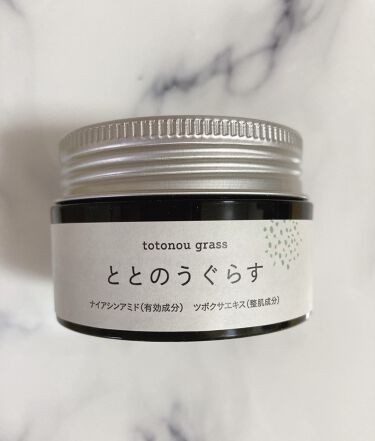 totonou grass
ととのうぐらす
ナイアシンアミド(有効成分) ツボクサエキス(整肌成分)